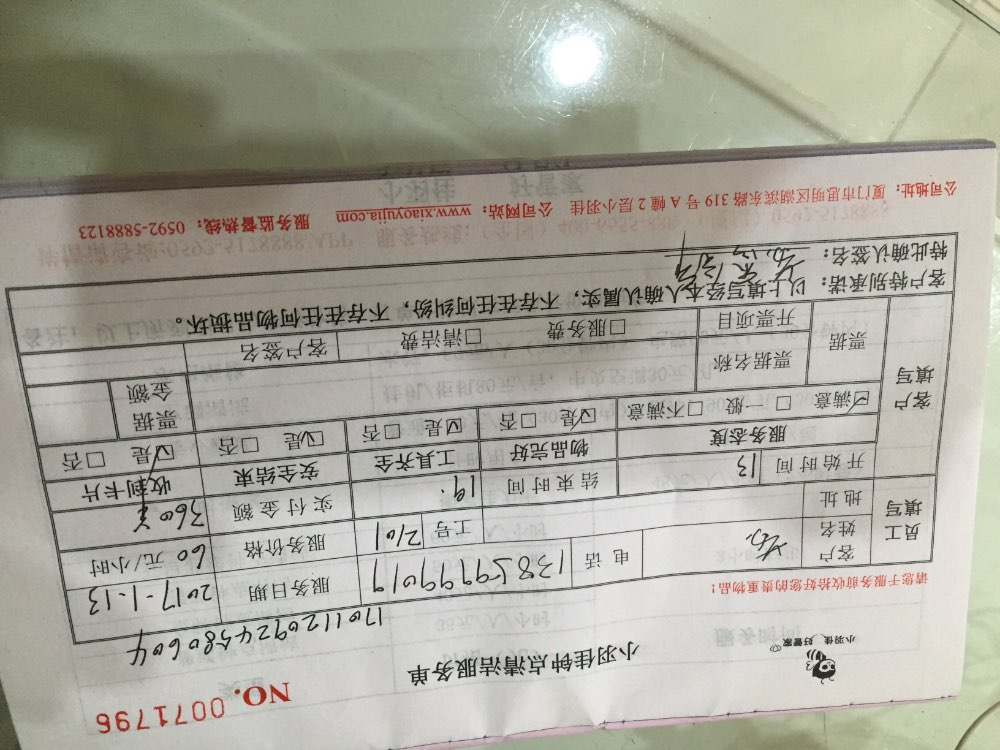 小羽佳 好管家
小羽佳钟点清洁服务单
NO. 0071796
1701120924580604
请您于服务前收拾好您的贵重物品！
员工填写
客户姓名
电话 13859999019
服务日期 2017-1-13
地址
工号 2101
服务价格 60元/小时
开始时间 13
结束时间 19.
实付金额 360
客户填写
服务态度 物品完好 工具齐全 安全结束 收到卡片
☑满意 □一般 □不满意 ☑是 □否 ☑是 □否 ☑是 □否 ☑是 □否
票据
票据名称
票据金额
开票项目 □服务费 □清洁费 客户签名
客户特别承诺：以上填写经本人确认属实，不存在任何纠纷，不存在任何物品损坏。
特此确认签名：
公司地址：厦门市思明区湖滨东路319号A幢2层小羽佳 公司网站：www.xiaoyujia.com 服务监督热线：0592-5888123